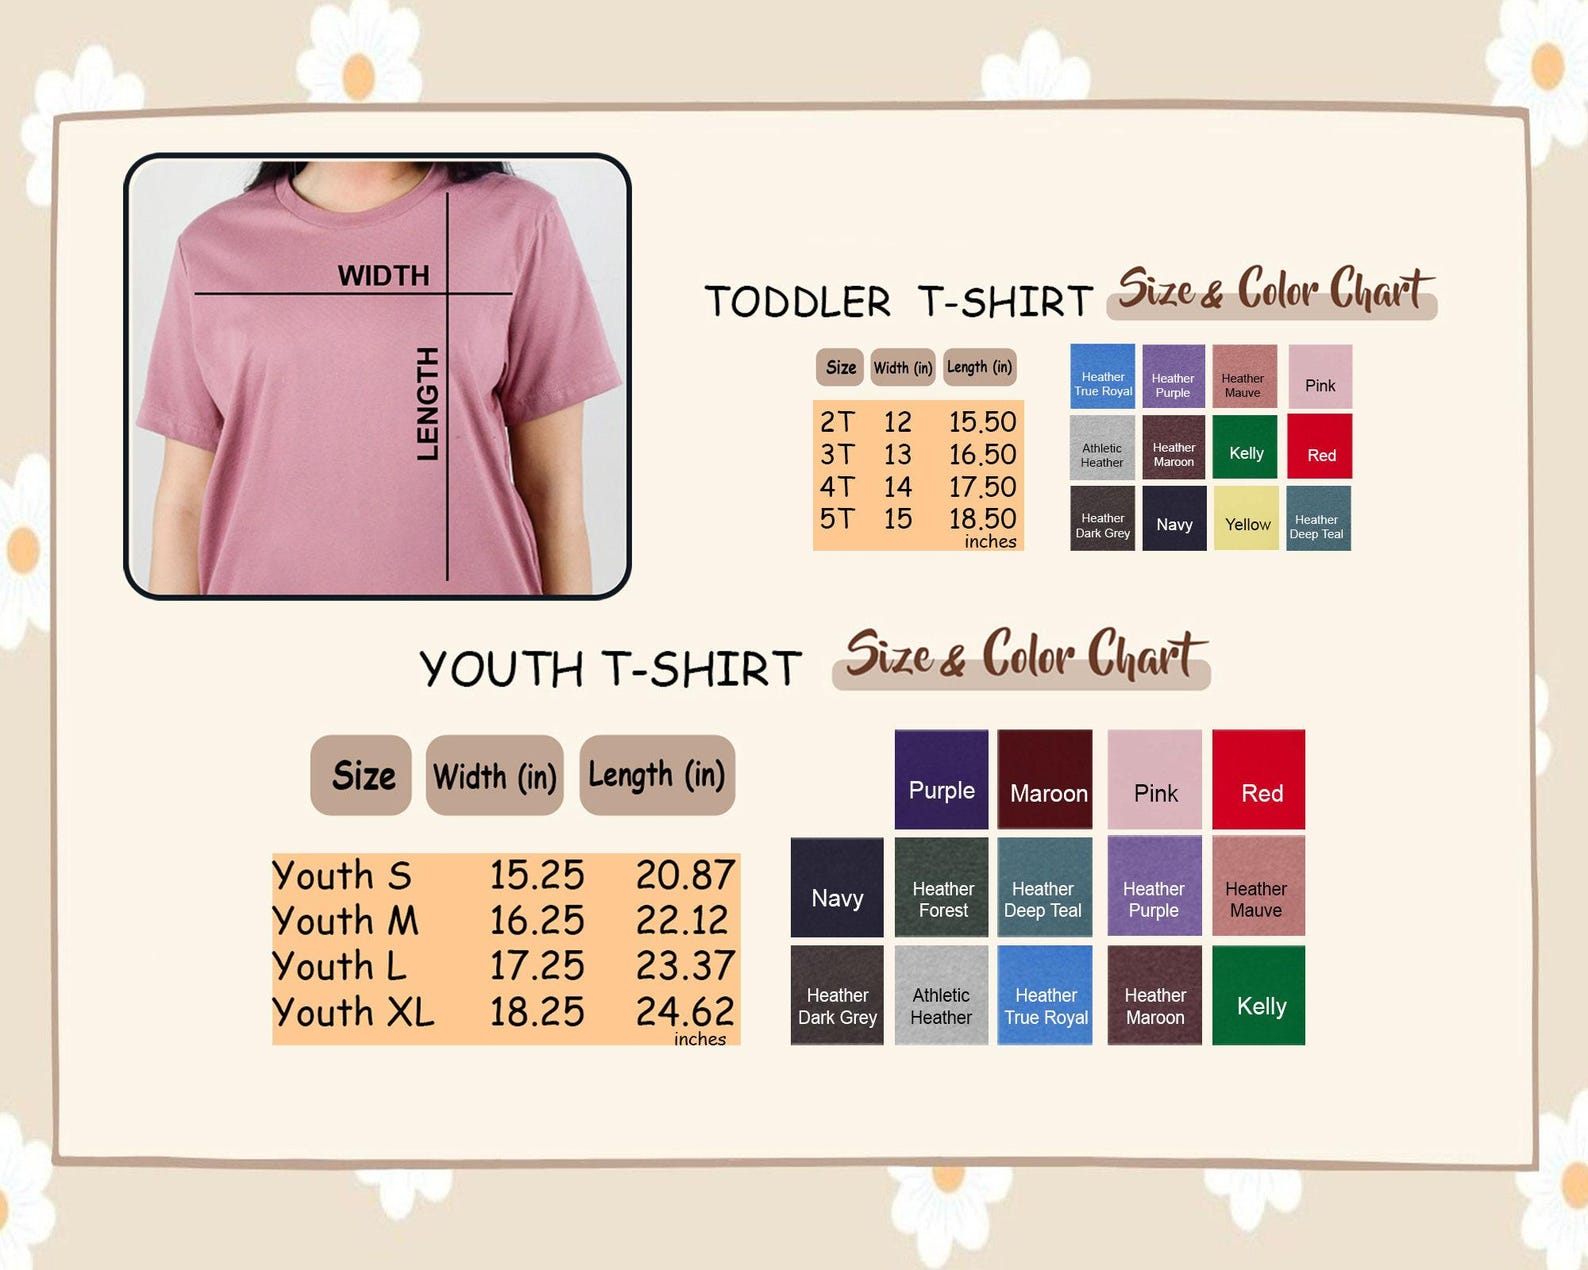 WIDTH
LENGTH
TODDLER T-SHIRT Size & Color Chart
Size Width (in) Length (in)
2T 12 15.50
3T 13 16.50
4T 14 17.50
5T 15 18.50
inches
Heather
True Royal
Heather
Purple
Heather
Mauve
Pink
Athletic
Heather
Heather
Maroon
Kelly
Red
Heather
Dark Grey
Navy
Yellow
Heather
Deep Teal
YOUTH T-SHIRT Size & Color Chart
Size Width (in) Length (in)
Youth S 15.25 20.87
Youth M 16.25 22.12
Youth L 17.25 23.37
Youth XL 18.25 24.62
inches
Purple
Maroon
Pink
Red
Navy
Heather
Forest
Heather
Deep Teal
Heather
Purple
Heather
Mauve
Heather
Dark Grey
Athletic
Heather
Heather
True Royal
Heather
Maroon
Kelly